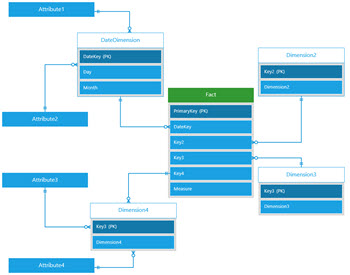 Attribute1
DateDimension
DateKey (PK)
Day
Month
Attribute2
Dimension2
Key2 (PK)
Dimension2
Fact
PrimaryKey (PK)
DateKey
Key2
Key3
Key4
Measure
Attribute3
Dimension4
Key3 (PK)
Dimension4
Attribute4
Dimension3
Key3 (PK)
Dimension3